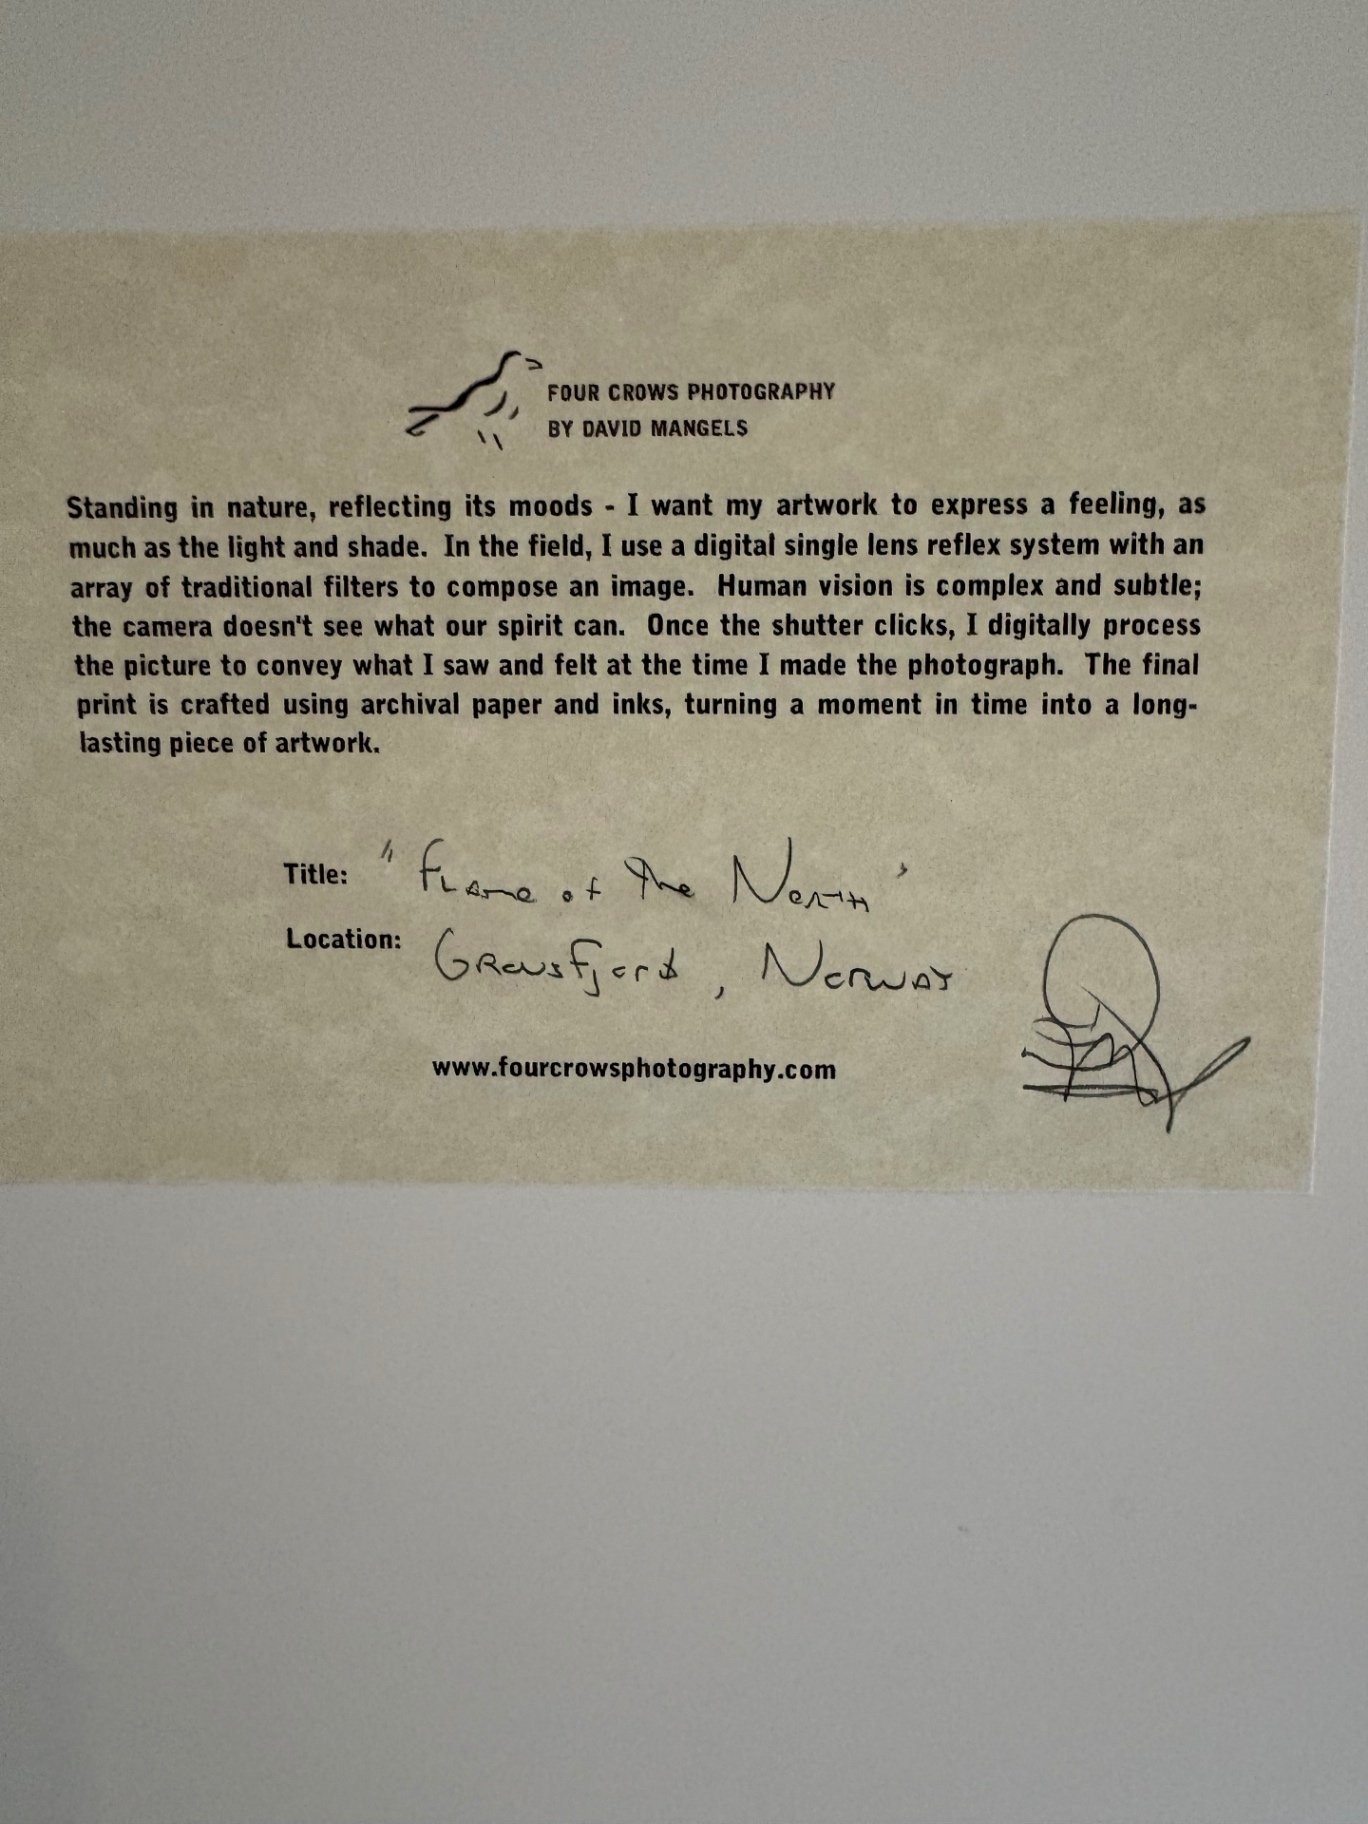 FOUR CROWS PHOTOGRAPHY
BY DAVID MANGELS
Standing in nature, reflecting its moods - I want my artwork to express a feeling, as
much as the light and shade. In the field, I use a digital single lens reflex system with an
array of traditional filters to compose an image. Human vision is complex and subtle;
the camera doesn't see what our spirit can. Once the shutter clicks, I digitally process
the picture to convey what I saw and felt at the time I made the photograph. The final
print is crafted using archival paper and inks, turning a moment in time into a long-
lasting piece of artwork.
Title: "Flame of the North"
Location: , Norway
www.fourcrowsphotography.com